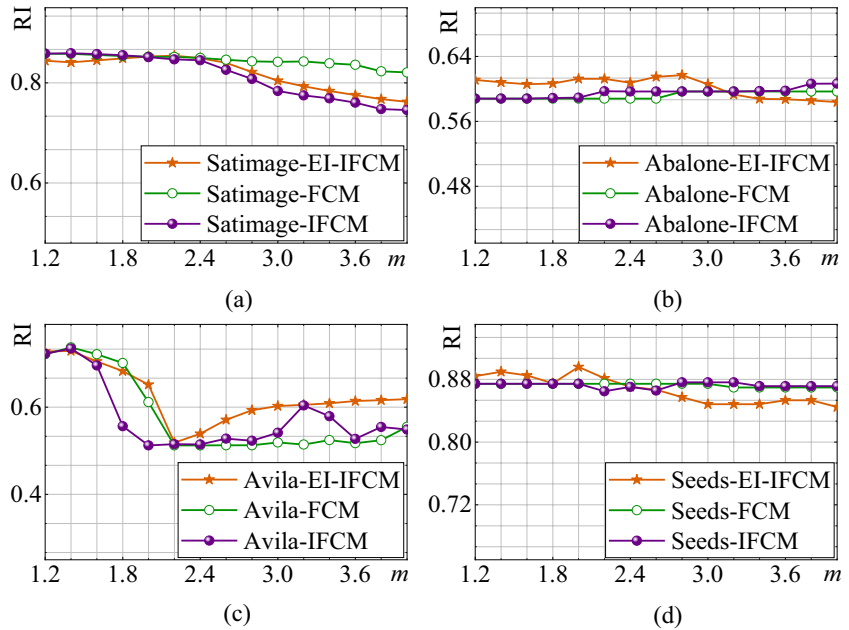 RI
0.8
0.6
Satimage-EI-IFCM
Satimage-FCM
Satimage-IFCM
1.2 1.8 2.4 3.0 3.6 m
(a)
RI
0.64
0.56
0.48
Abalone-EI-IFCM
Abalone-FCM
Abalone-IFCM
1.2 1.8 2.4 3.0 3.6 m
(b)
RI
0.6
0.4
Avila-EI-IFCM
Avila-FCM
Avila-IFCM
1.2 1.8 2.4 3.0 3.6 m
(c)
RI
0.88
0.80
0.72
Seeds-EI-IFCM
Seeds-FCM
Seeds-IFCM
1.2 1.8 2.4 3.0 3.6 m
(d)